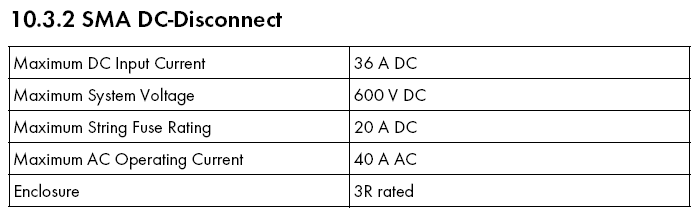 10.3.2 SMA DC-Disconnect
Maximum DC Input Current 36 A DC
Maximum System Voltage 600 V DC
Maximum String Fuse Rating 20 A DC
Maximum AC Operating Current 40 A AC
Enclosure 3R rated